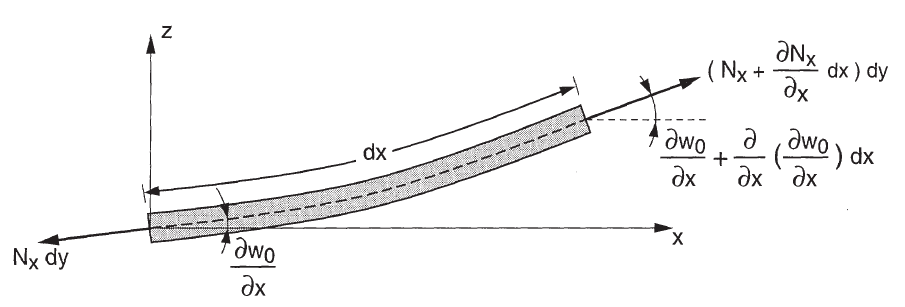 z
(Nₓ + ∂Nₓ/∂x dx) dy
dx
∂w₀/∂x + ∂/∂x (∂w₀/∂x) dx
x
Nₓ dy
∂w₀/∂x